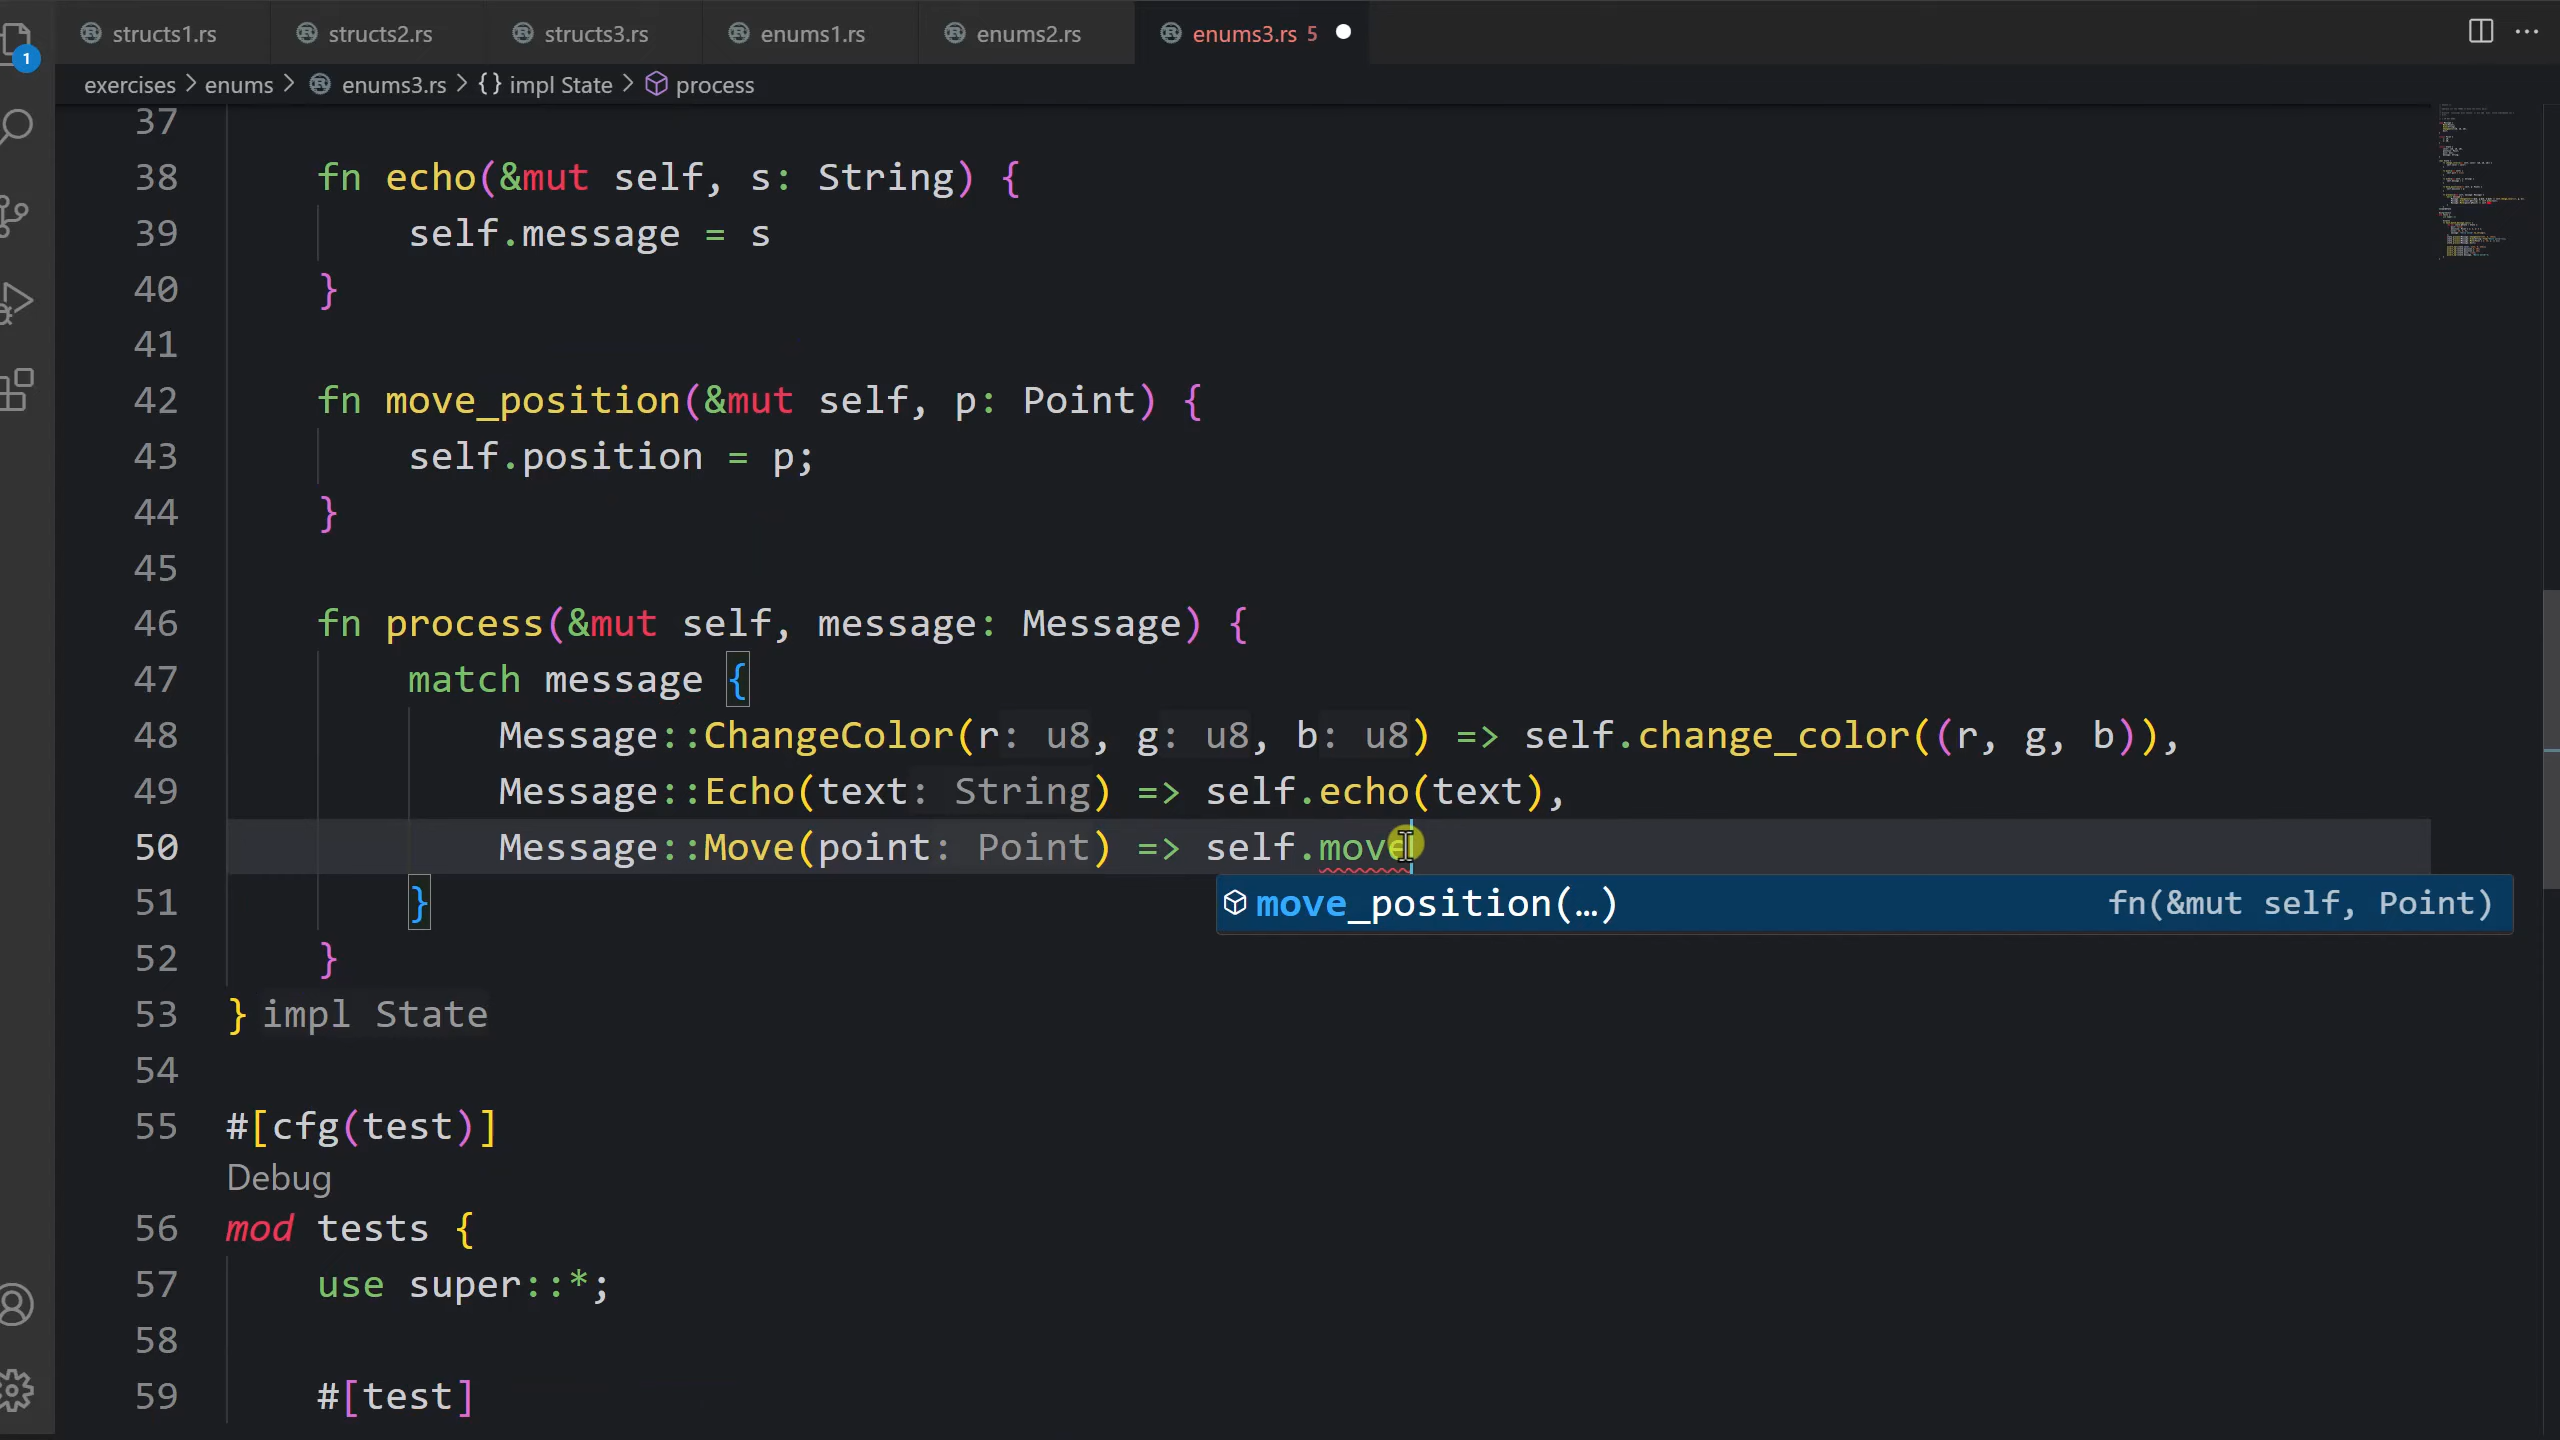 structs1.rs structs2.rs structs3.rs enums1.rs enums2.rs enums3.rs 5
1
exercises > enums > enums3.rs > {} impl State > process
37
38 fn echo(&mut self, s: String) {
39 self.message = s
40 }
41
42 fn move_position(&mut self, p: Point) {
43 self.position = p;
44 }
45
46 fn process(&mut self, message: Message) {
47 match message {
48 Message::ChangeColor(r: u8, g: u8, b: u8) => self.change_color((r, g, b)),
49 Message::Echo(text: String) => self.echo(text),
50 Message::Move(point: Point) => self.move
51 }
move_position(…) fn(&mut self, Point)
52 }
53 } impl State
54
55 #[cfg(test)]
Debug
56 mod tests {
57 use super::*;
58
59 #[test]